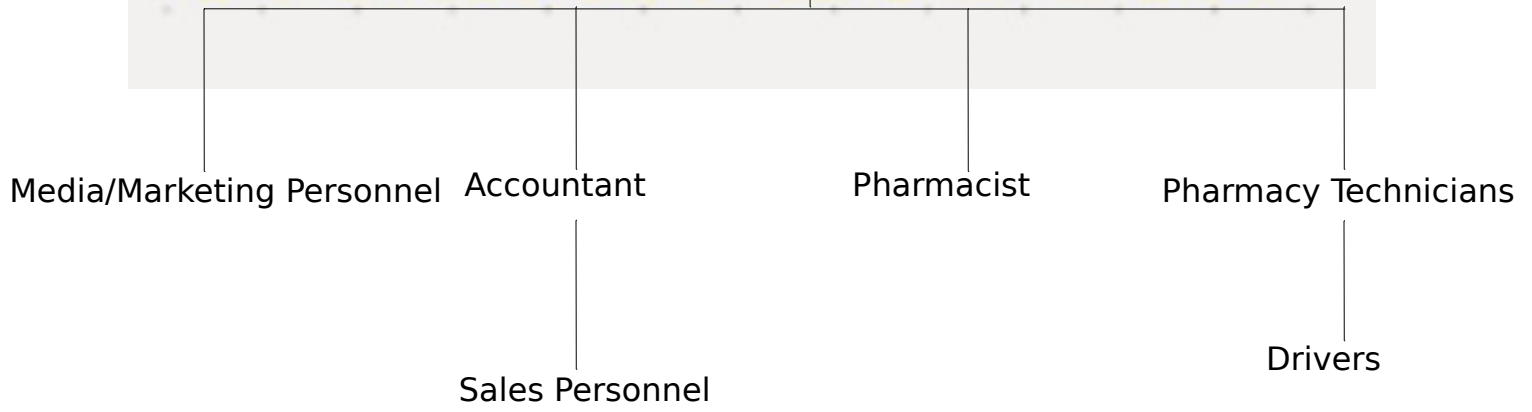 Media/Marketing Personnel
Accountant
Pharmacist
Pharmacy Technicians
Drivers
Sales Personnel